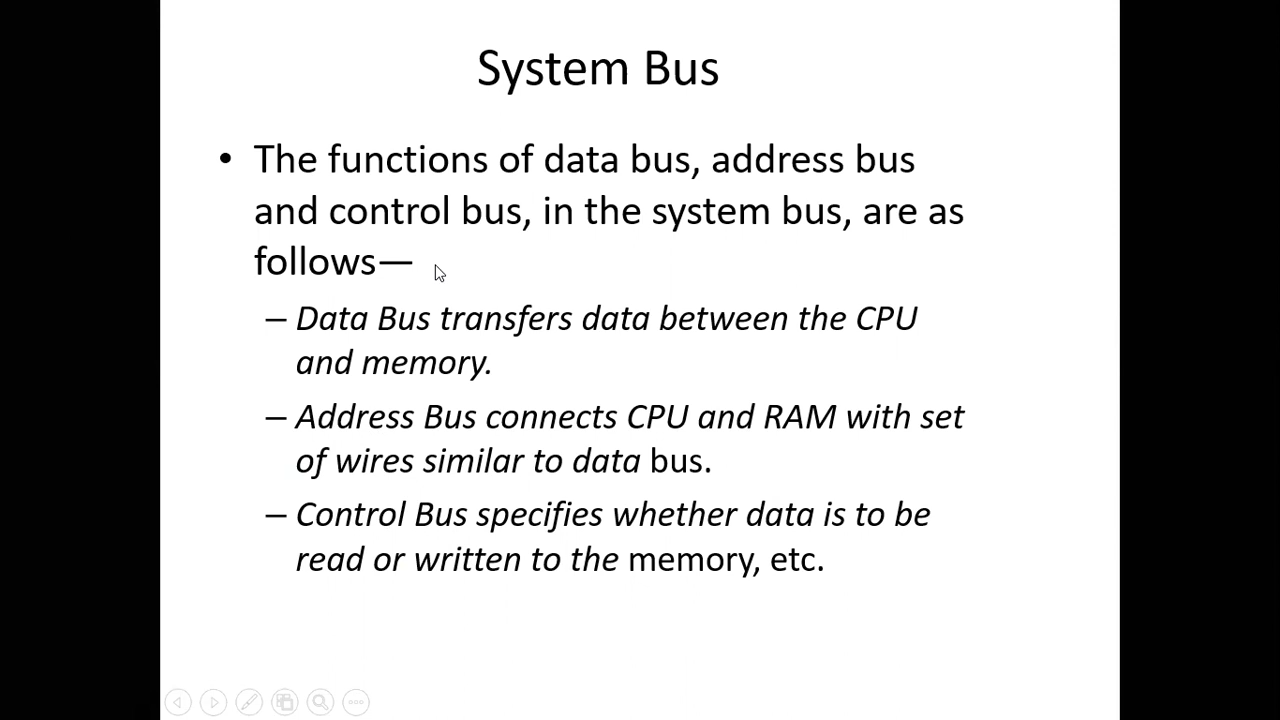 System Bus
• The functions of data bus, address bus
and control bus, in the system bus, are as
follows—
– Data Bus transfers data between the CPU
and memory.
– Address Bus connects CPU and RAM with set
of wires similar to data bus.
– Control Bus specifies whether data is to be
read or written to the memory, etc.